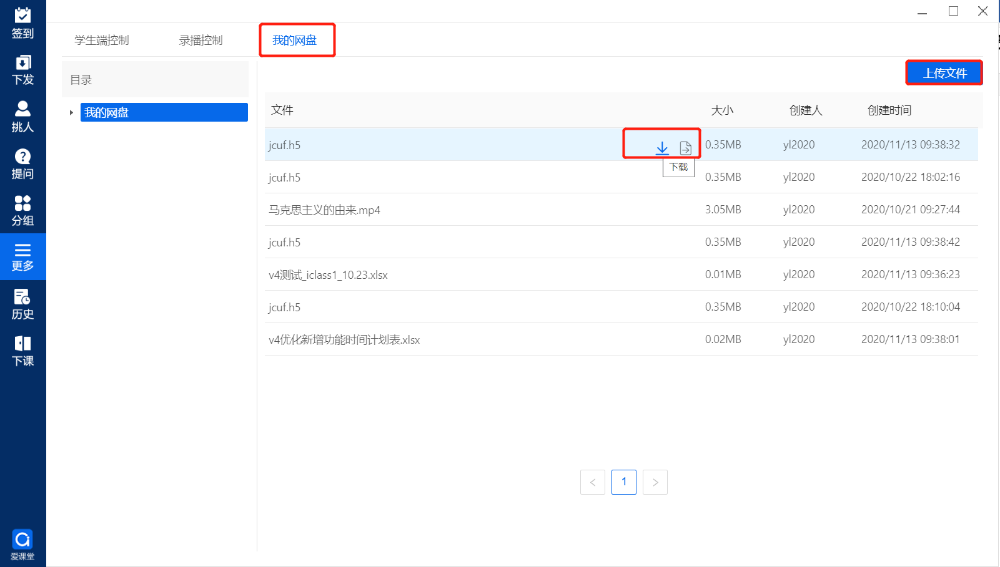 签到
下发
挑人
提问
分组
更多
历史
下课
爱课堂
学生端控制 录播控制 我的网盘
上传文件
目录
我的网盘
文件 大小 创建人 创建时间
jcuf.h5 0.35MB yl2020 2020/11/13 09:38:32
下载
jcuf.h5 0.35MB yl2020 2020/10/22 18:02:16
马克思主义的由来.mp4 3.05MB yl2020 2020/10/21 09:27:44
jcuf.h5 0.35MB yl2020 2020/11/13 09:38:42
v4测试_iclass1_10.23.xlsx 0.01MB yl2020 2020/11/13 09:36:23
jcuf.h5 0.35MB yl2020 2020/10/22 18:10:04
v4优化新增功能时间计划表.xlsx 0.02MB yl2020 2020/11/13 09:38:01
< 1 >